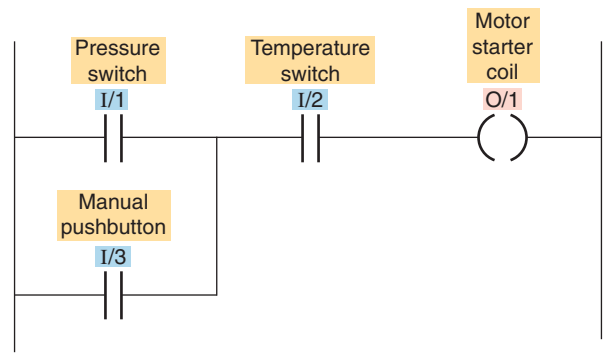 Pressure
switch
I/1
Temperature
switch
I/2
Motor
starter
coil
O/1
Manual
pushbutton
I/3